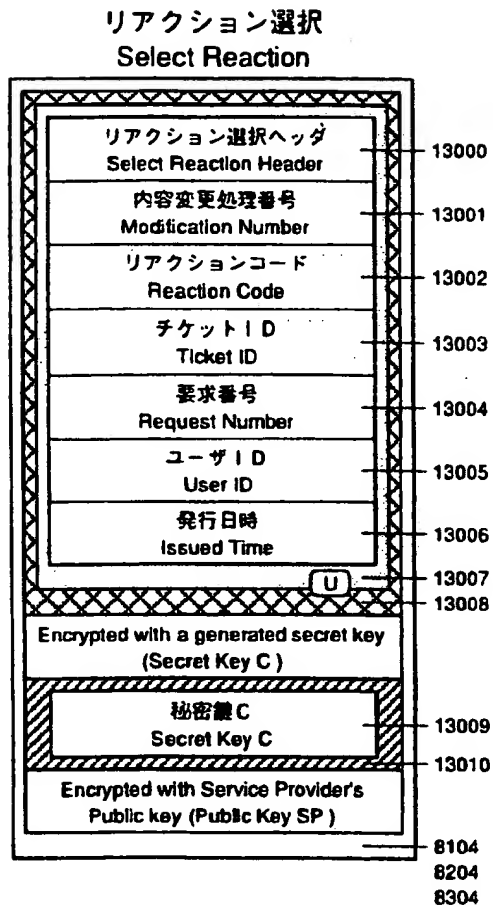 リアクション選択
Select Reaction
リアクション選択ヘッダ
Select Reaction Header
13000
内容変更処理番号
Modification Number
13001
リアクションコード
Reaction Code
13002
チケットID
Ticket ID
13003
要求番号
Request Number
13004
ユーザID
User ID
13005
発行日時
Issued Time
13006
U
13007
13008
Encrypted with a generated secret key
(Secret Key C )
秘密鍵C
Secret Key C
13009
13010
Encrypted with Service Provider's
Public key (Public Key SP )
8104
8204
8304